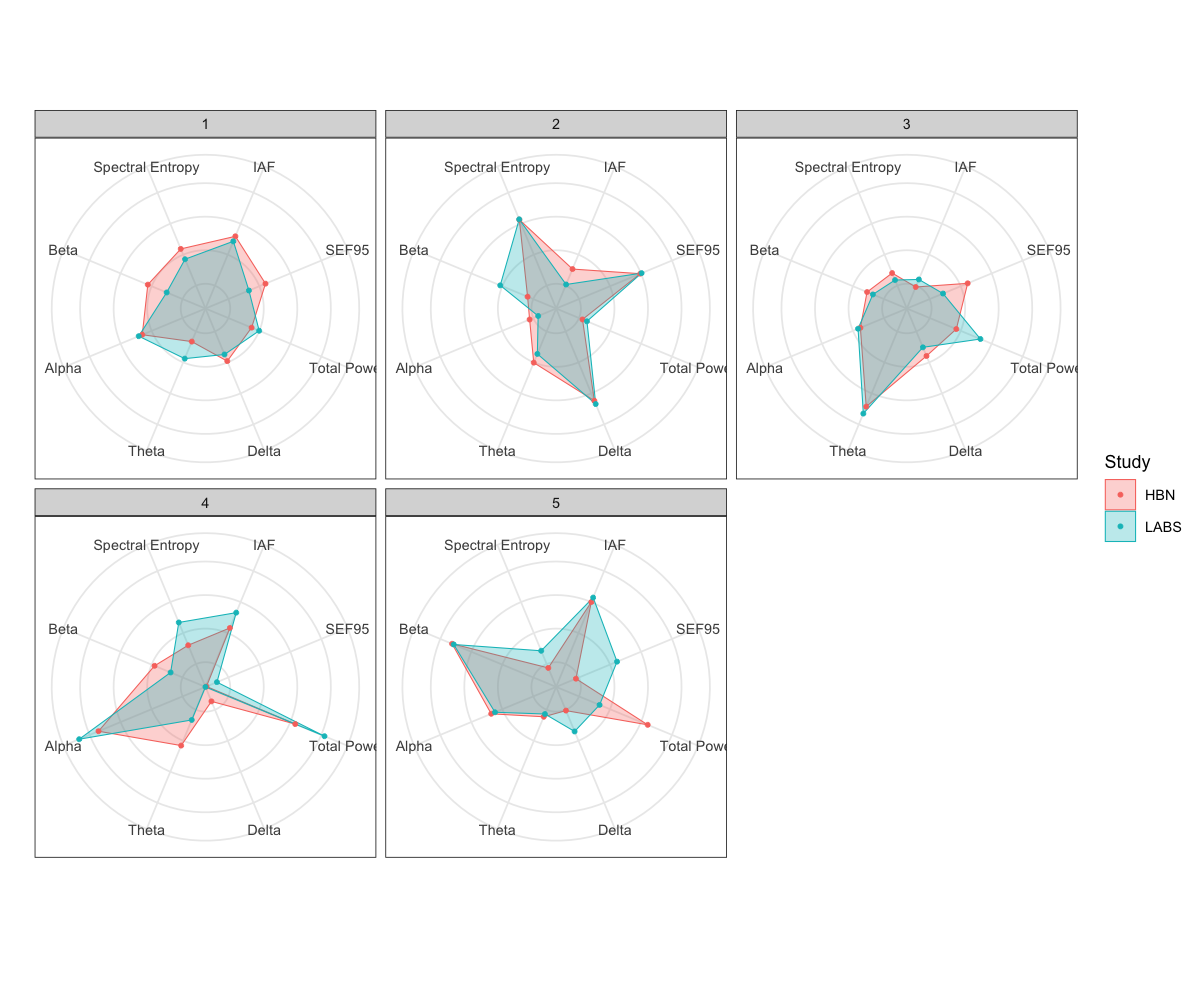 1
Spectral Entropy IAF
Beta SEF95
Alpha Total Powe
Theta Delta
2
Spectral Entropy IAF
Beta SEF95
Alpha Total Powe
Theta Delta
3
Spectral Entropy IAF
Beta SEF95
Alpha Total Powe
Theta Delta
4
Spectral Entropy IAF
Beta SEF95
Alpha Total Powe
Theta Delta
5
Spectral Entropy IAF
Beta SEF95
Alpha Total Powe
Theta Delta
Study
HBN
LABS